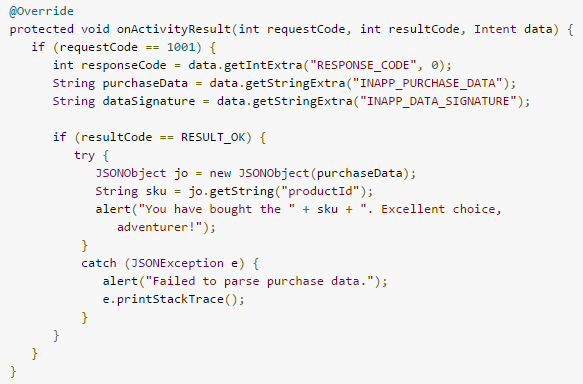 @Override
protected void onActivityResult(int requestCode, int resultCode, Intent data) {
   if (requestCode == 1001) {
      int responseCode = data.getIntExtra("RESPONSE_CODE", 0);
      String purchaseData = data.getStringExtra("INAPP_PURCHASE_DATA");
      String dataSignature = data.getStringExtra("INAPP_DATA_SIGNATURE");

      if (resultCode == RESULT_OK) {
         try {
            JSONObject jo = new JSONObject(purchaseData);
            String sku = jo.getString("productId");
            alert("You have bought the " + sku + ". Excellent choice,
               adventurer!");
          }
          catch (JSONException e) {
             alert("Failed to parse purchase data.");
             e.printStackTrace();
          }
      }
   }
}